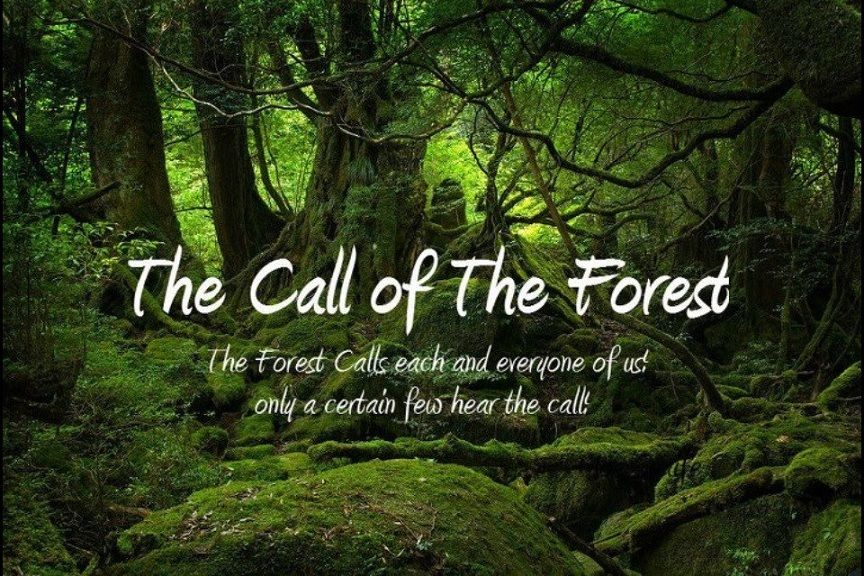 The Call of The Forest
The Forest Calls each and everyone of us!
only a certain few hear the call!